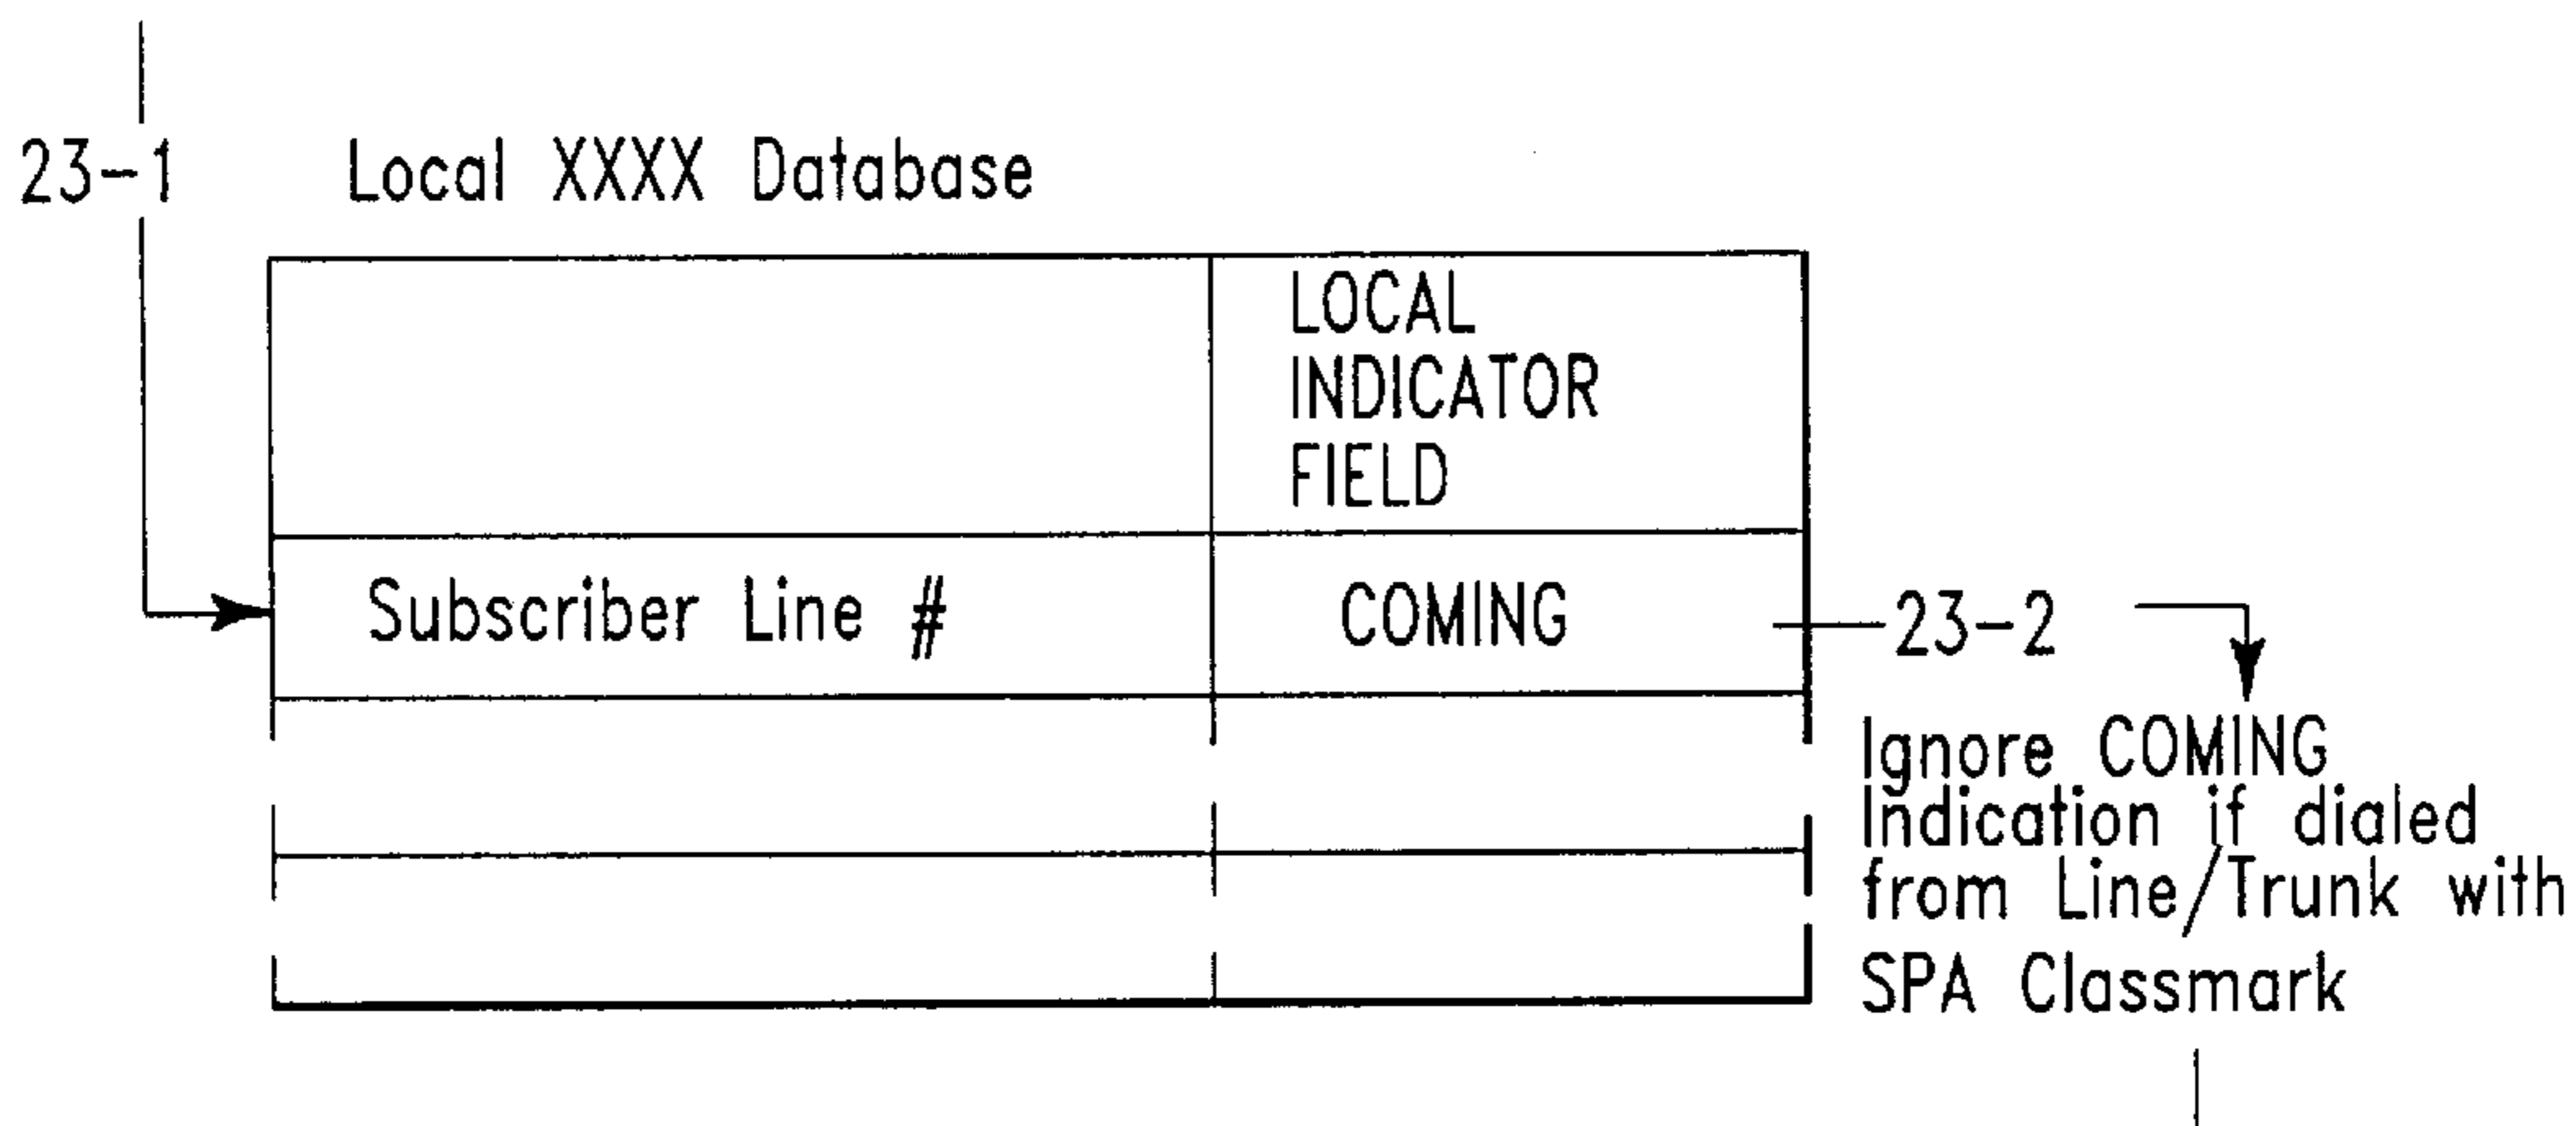 23-1
Local XXXX Database
LOCAL
INDICATOR
FIELD
Subscriber Line #
COMING
23-2
Ignore COMING
Indication if dialed
from Line/Trunk with
SPA Classmark